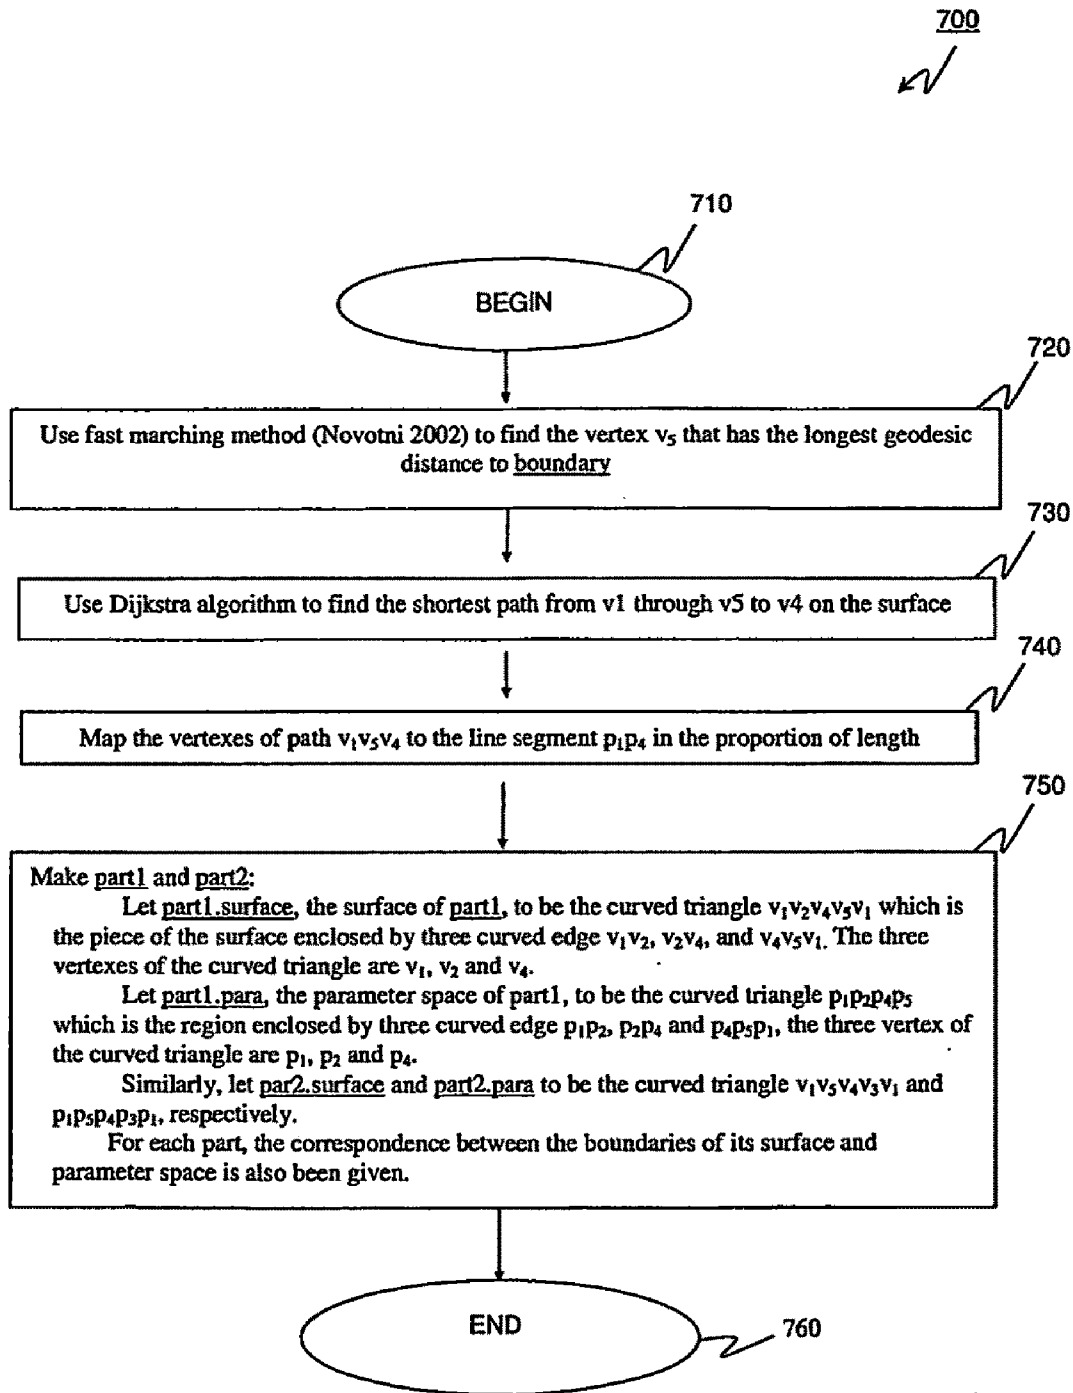 700
710
BEGIN
720
Use fast marching method (Novotni 2002) to find the vertex v₅ that has the longest geodesic
distance to boundary
730
Use Dijkstra algorithm to find the shortest path from v1 through v5 to v4 on the surface
740
Map the vertexes of path v₁v₅v₄ to the line segment p₁p₄ in the proportion of length
750
Make part1 and part2:
Let part1.surface, the surface of part1, to be the curved triangle v₁v₂v₄v₅v₁ which is
the piece of the surface enclosed by three curved edge v₁v₂, v₂v₄, and v₄v₅v₁. The three
vertexes of the curved triangle are v₁, v₂ and v₄.
Let part1.para, the parameter space of part1, to be the curved triangle p₁p₂p₄p₅
which is the region enclosed by three curved edge p₁p₂, p₂p₄ and p₄p₅p₁, the three vertex of
the curved triangle are p₁, p₂ and p₄.
Similarly, let par2.surface and part2.para to be the curved triangle v₁v₅v₄v₃v₁ and
p₁p₅p₄p₃p₁, respectively.
For each part, the correspondence between the boundaries of its surface and
parameter space is also been given.
END
760